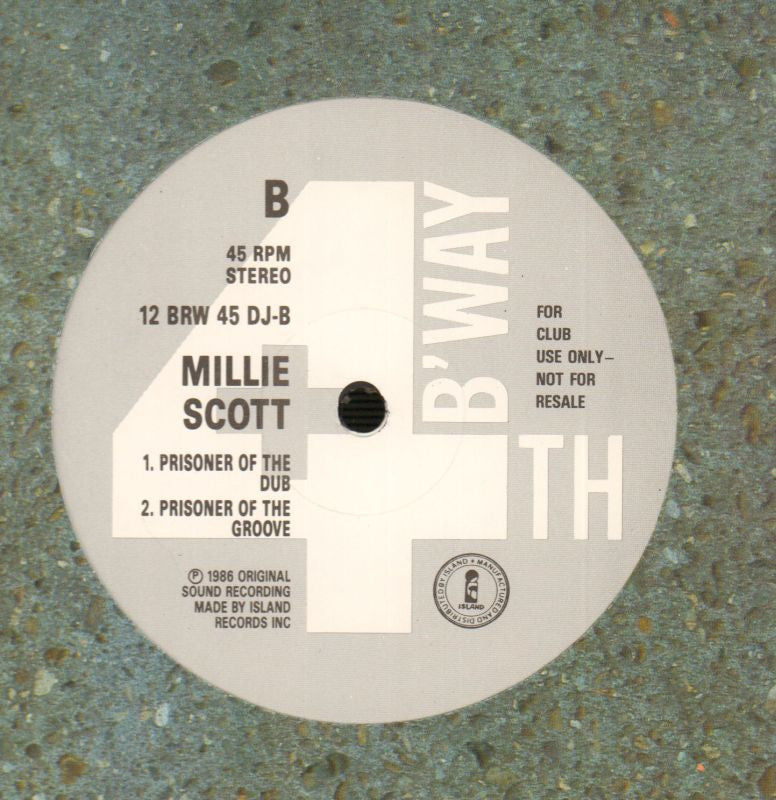 B
45 RPM
STEREO
12 BRW 45 DJ-B
MILLIE
SCOTT
1. PRISONER OF THE
DUB
2. PRISONER OF THE
GROOVE
℗ 1986 ORIGINAL
SOUND RECORDING
MADE BY ISLAND
RECORDS INC
4TH
B'WAY
FOR
CLUB
USE ONLY–
NOT FOR
RESALE
MANUFACTURED AND DISTRIBUTED BY ISLAND
ISLAND